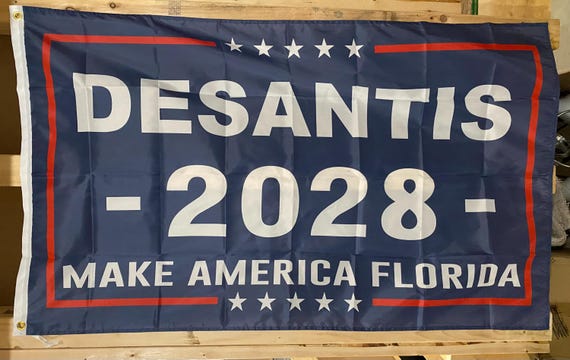 DESANTIS
- 2028 -
MAKE AMERICA FLORIDA